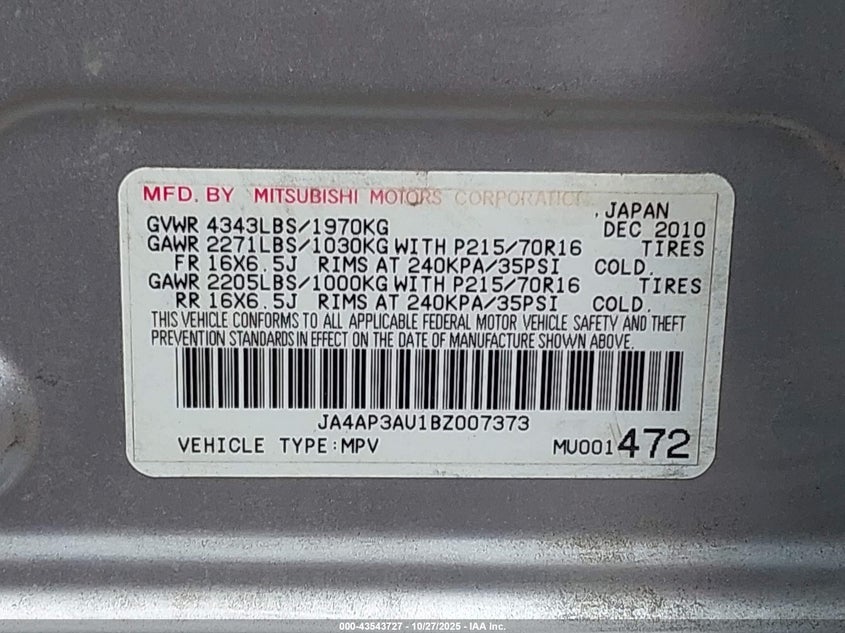 MFD. BY MITSUBISHI MOTORS CORPORATION
, JAPAN
GVWR 4343LBS/1970KG DEC 2010
GAWR 2271LBS/1030KG WITH P215/70R16 TIRES
FR 16X6.5J RIMS AT 240KPA/35PSI COLD.
GAWR 2205LBS/1000KG WITH P215/70R16 TIRES
RR 16X6.5J RIMS AT 240KPA/35PSI COLD.
THIS VEHICLE CONFORMS TO ALL APPLICABLE FEDERAL MOTOR VEHICLE SAFETY AND THEFT
PREVENTION STANDARDS IN EFFECT ON THE DATE OF MANUFACTURE SHOWN ABOVE.
JA4AP3AU1BZ007373
VEHICLE TYPE:MPV MU001472
000-43543727 - 10/27/2025 - IAA Inc.